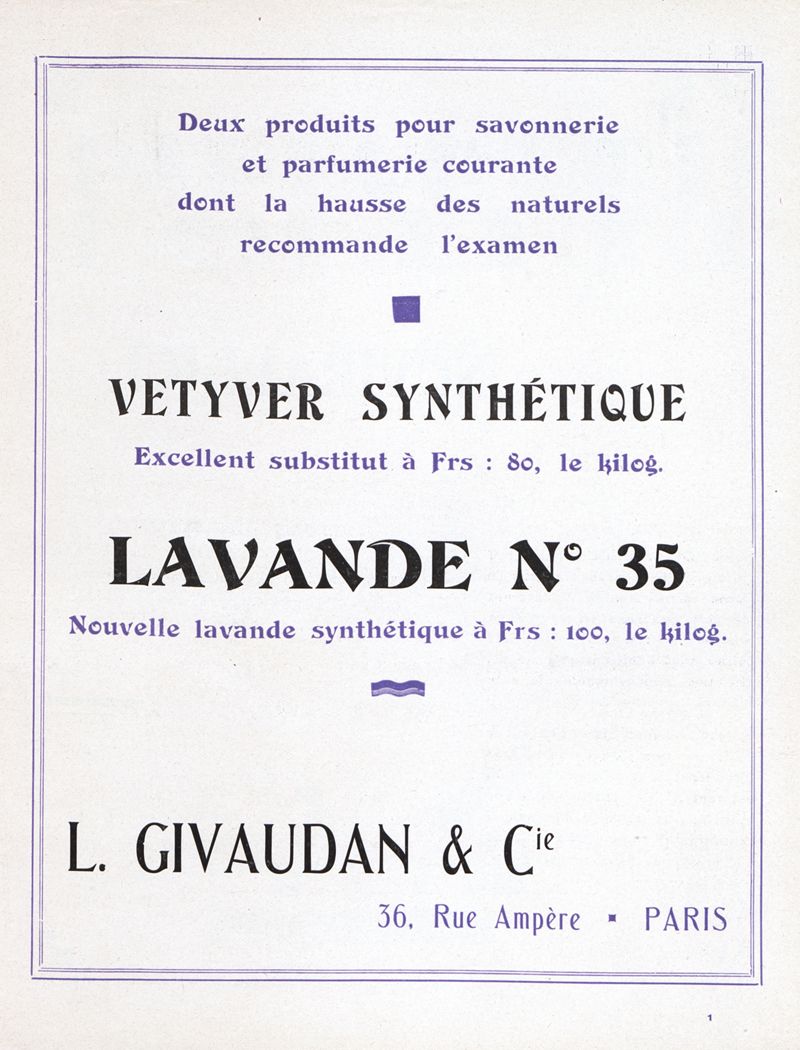 Deux produits pour savonnerie
et parfumerie courante
dont la hausse des naturels
recommande l'examen
VETYVER SYNTHÉTIQUE
Excellent substitut à Frs : 80, le kilog.
LAVANDE N° 35
Nouvelle lavande synthétique à Frs : 100, le kilog.
L. GIVAUDAN & Cie
36, Rue Ampère ▪ PARIS
1